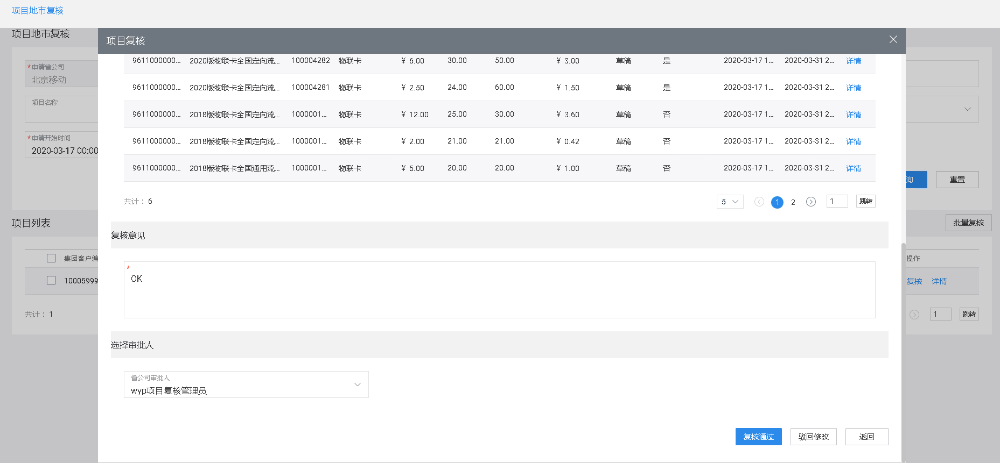 项目地市复核
项目地市复核
项目复核
*申请省公司
北京移动
项目名称
*申请开始时间
2020-03-17 00:00
询
重置
9611000000... 2020版物联卡全国定向流... 100004282 物联卡 ¥ 6.00 30.00 50.00 ¥ 3.00 草稿 是 2020-03-17 1... 2020-03-31 2... 详情
9611000000... 2020版物联卡全国定向流... 100004281 物联卡 ¥ 2.50 24.00 60.00 ¥ 1.50 草稿 是 2020-03-17 1... 2020-03-31 2... 详情
9611000000... 2018版物联卡全国定向流... 1000001... 物联卡 ¥ 12.00 25.00 30.00 ¥ 3.60 草稿 否 2020-03-17 1... 2020-03-31 2... 详情
9611000000... 2018版物联卡全国定向流... 1000001... 物联卡 ¥ 2.00 21.00 21.00 ¥ 0.42 草稿 否 2020-03-17 1... 2020-03-31 2... 详情
9611000000... 2018版物联卡全国通用流... 1000001... 物联卡 ¥ 5.00 20.00 20.00 ¥ 1.00 草稿 否 2020-03-17 1... 2020-03-31 2... 详情
共计： 6
5 1 2 1 跳转
项目列表
批量复核
复核意见
集团客户编
操作
*
OK
10005999
复核 详情
共计： 1
1 跳转
选择审批人
省公司审批人
wyp项目复核管理员
复核通过 驳回修改 返回